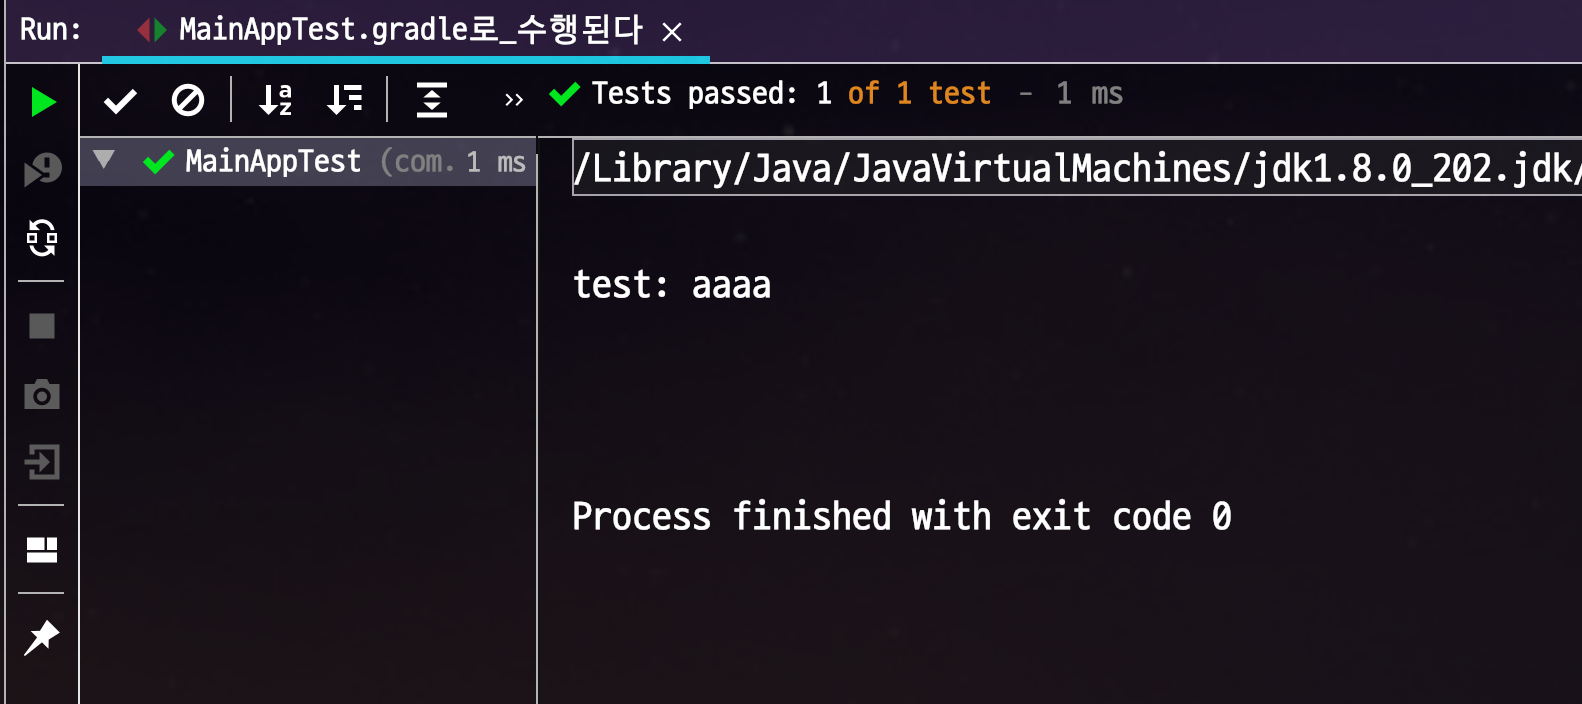 Run: MainAppTest.gradle로_수행된다
Tests passed: 1 of 1 test - 1 ms
MainAppTest (com. 1 ms
/Library/Java/JavaVirtualMachines/jdk1.8.0_202.jdk/
test: aaaa
Process finished with exit code 0